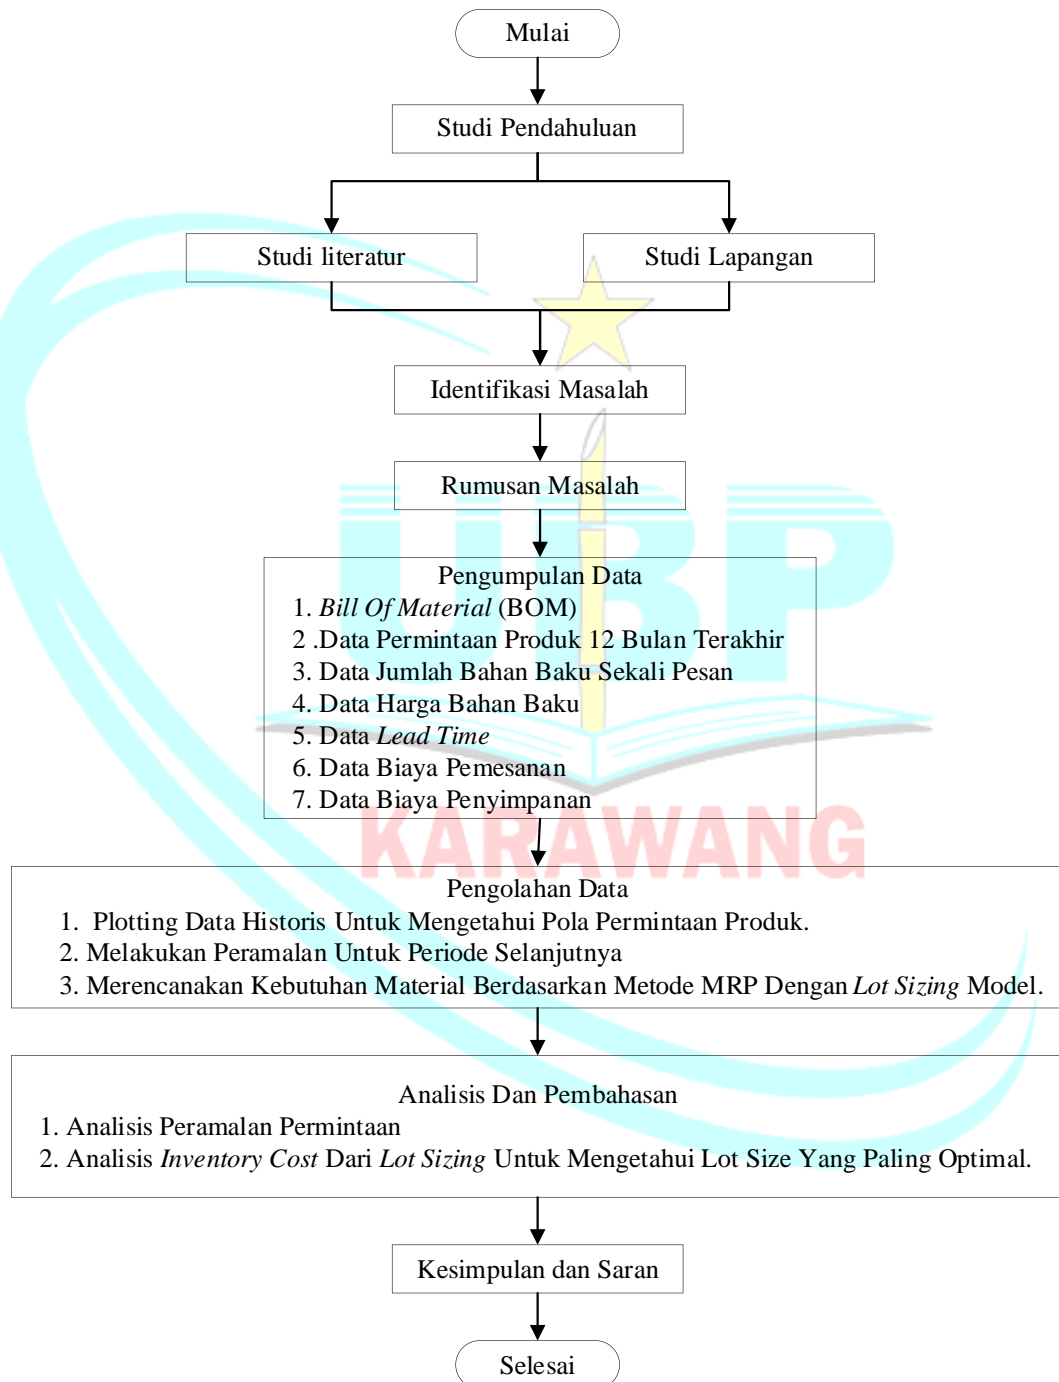 Mulai
Studi Pendahuluan
Studi literatur
Studi Lapangan
Identifikasi Masalah
Rumusan Masalah
Pengumpulan Data
1. Bill Of Material (BOM)
2 .Data Permintaan Produk 12 Bulan Terakhir
3. Data Jumlah Bahan Baku Sekali Pesan
4. Data Harga Bahan Baku
5. Data Lead Time
6. Data Biaya Pemesanan
7. Data Biaya Penyimpanan
UBP
KARAWANG
Pengolahan Data
1. Plotting Data Historis Untuk Mengetahui Pola Permintaan Produk.
2. Melakukan Peramalan Untuk Periode Selanjutnya
3. Merencanakan Kebutuhan Material Berdasarkan Metode MRP Dengan Lot Sizing Model.
Analisis Dan Pembahasan
1. Analisis Peramalan Permintaan
2. Analisis Inventory Cost Dari Lot Sizing Untuk Mengetahui Lot Size Yang Paling Optimal.
Kesimpulan dan Saran
Selesai